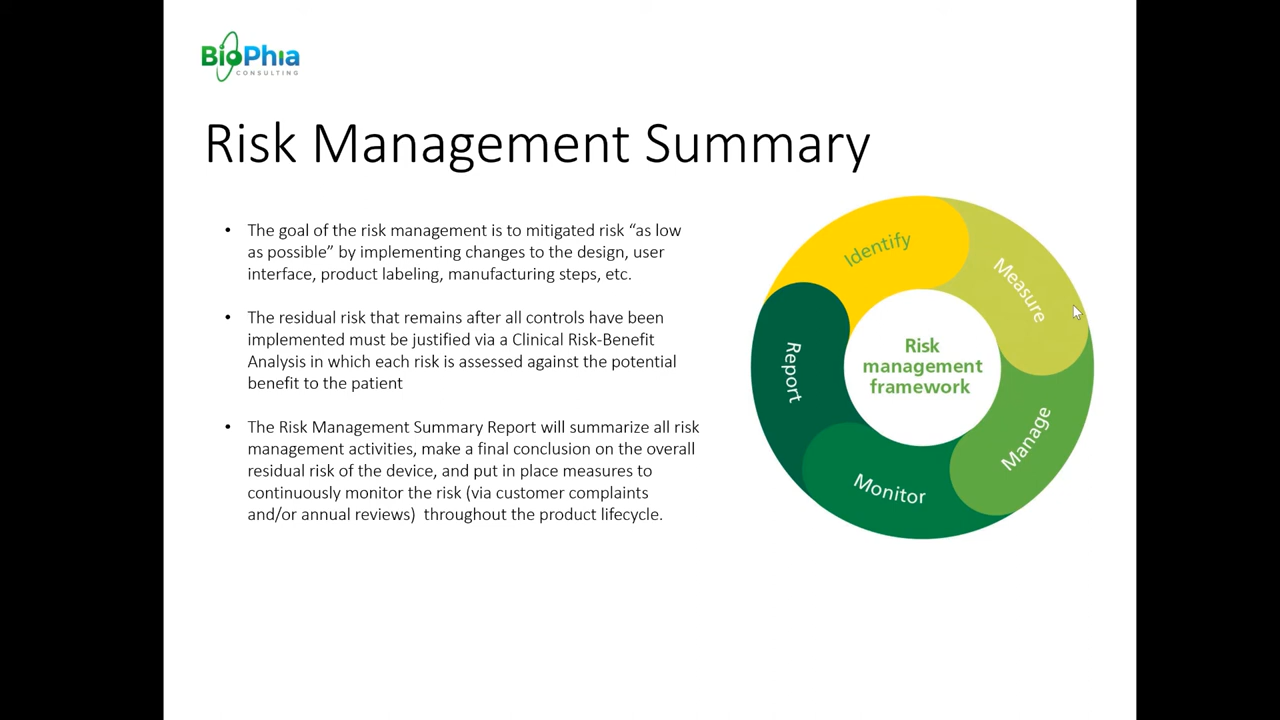 BioPhia
CONSULTING
Risk Management Summary
• The goal of the risk management is to mitigated risk “as low
as possible” by implementing changes to the design, user
interface, product labeling, manufacturing steps, etc.
• The residual risk that remains after all controls have been
implemented must be justified via a Clinical Risk-Benefit
Analysis in which each risk is assessed against the potential
benefit to the patient
• The Risk Management Summary Report will summarize all risk
management activities, make a final conclusion on the overall
residual risk of the device, and put in place measures to
continuously monitor the risk (via customer complaints
and/or annual reviews)  throughout the product lifecycle.
Identify
Measure
Manage
Monitor
Report
Risk
management
framework